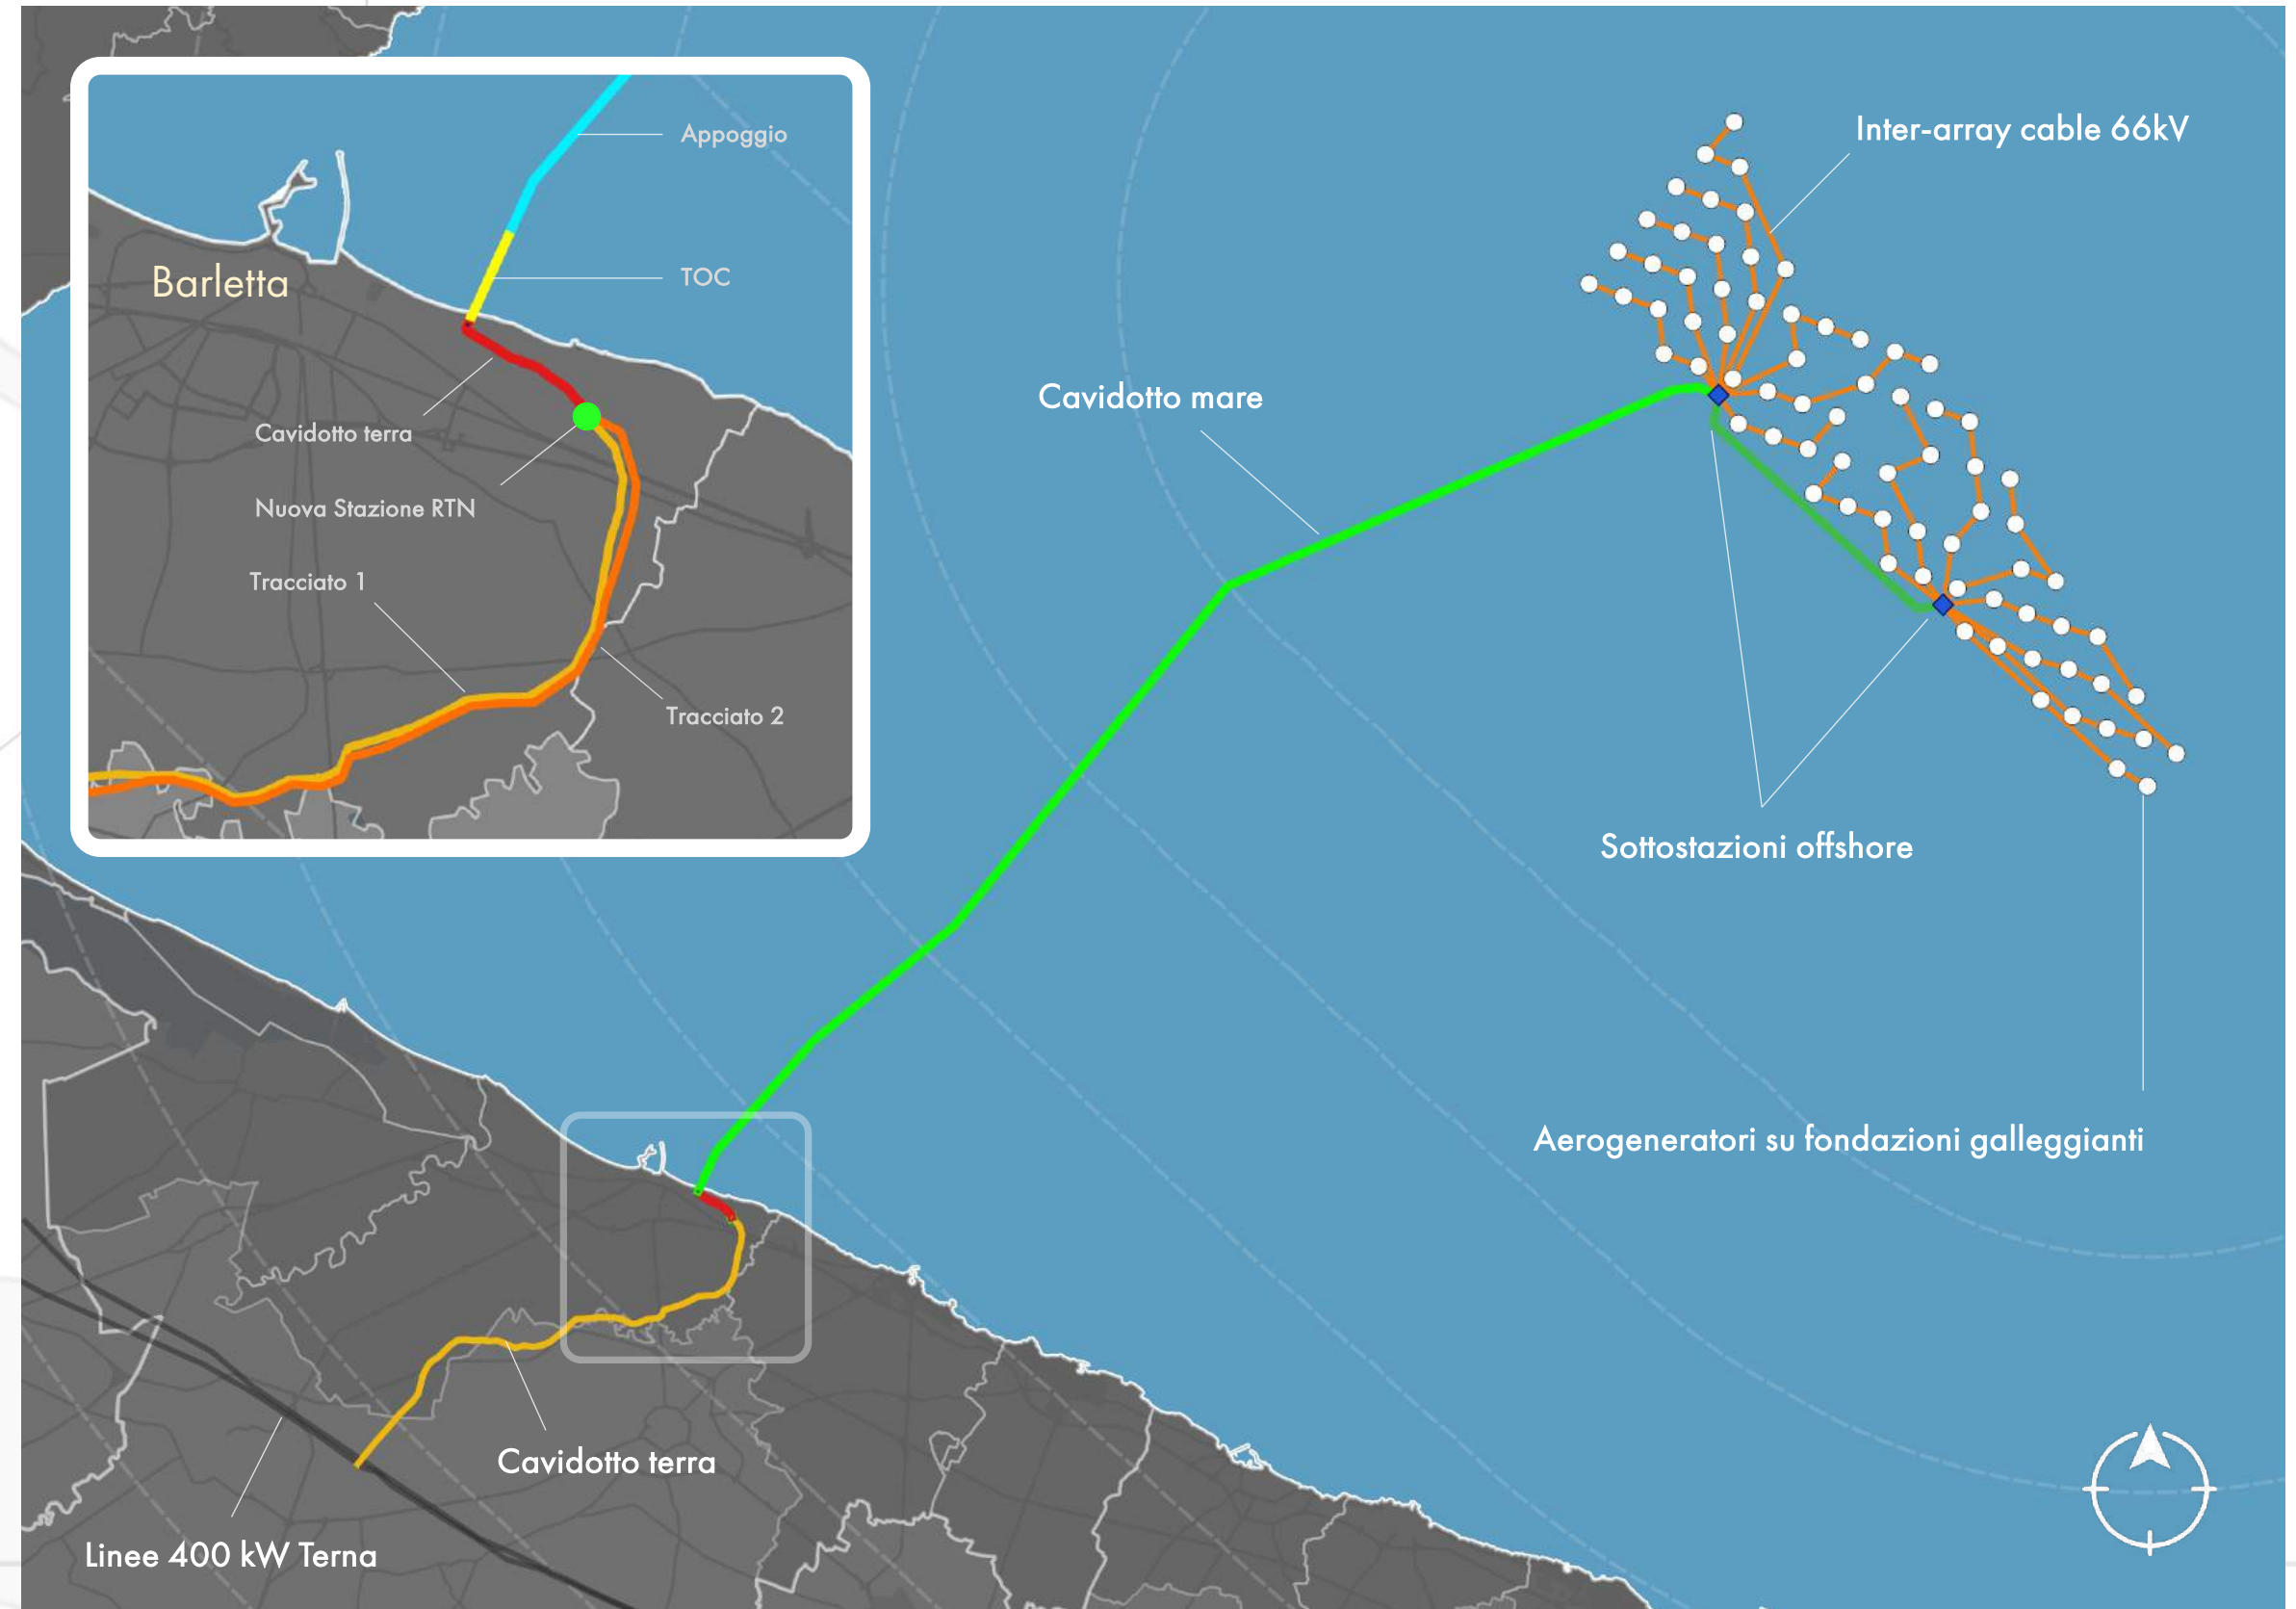 Appoggio
TOC
Barletta
Cavidotto terra
Nuova Stazione RTN
Tracciato 1
Tracciato 2
Inter-array cable 66kV
Cavidotto mare
Sottostazioni offshore
Aerogeneratori su fondazioni galleggianti
Cavidotto terra
Linee 400 kW Terna